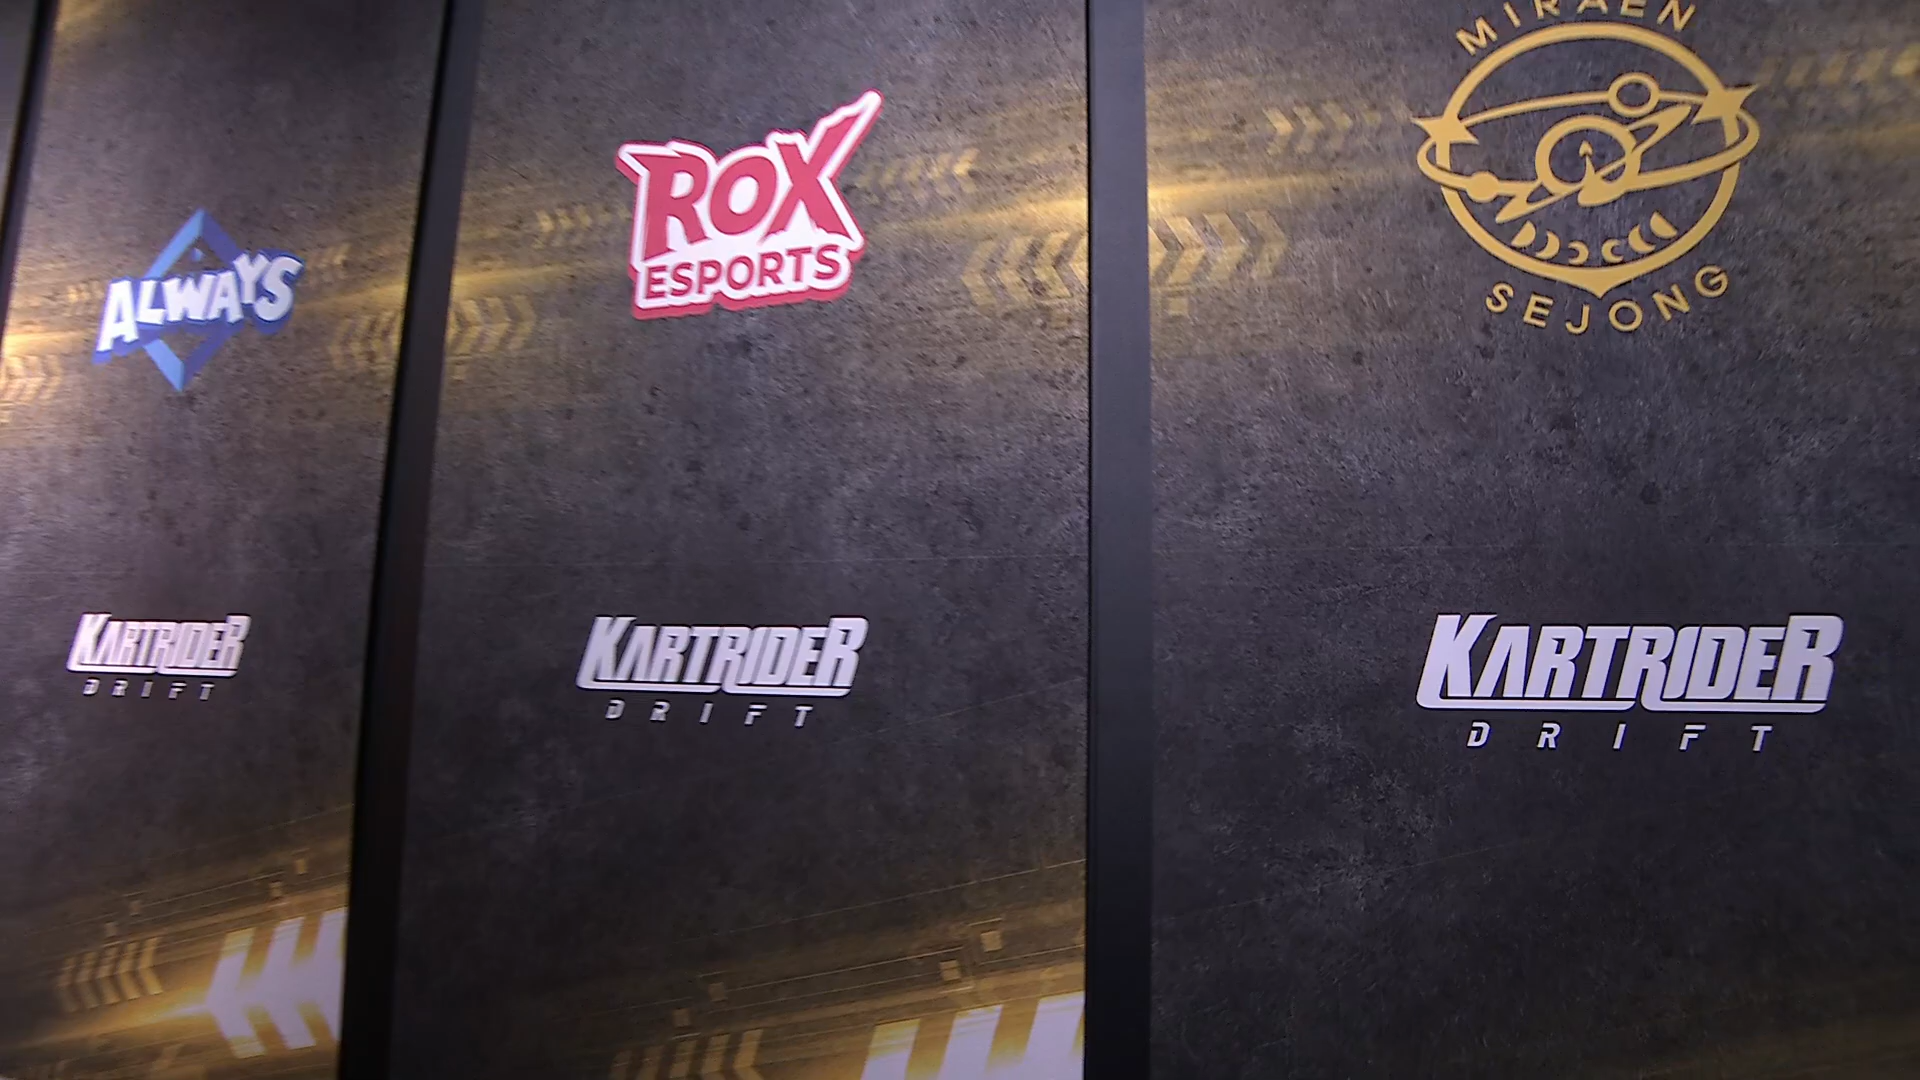 ALWAYS
KARTRIDER
DRIFT
ROX
ESPORTS
KARTRIDER
DRIFT
MIRAEN
SEJONG
KARTRIDER
DRIFT